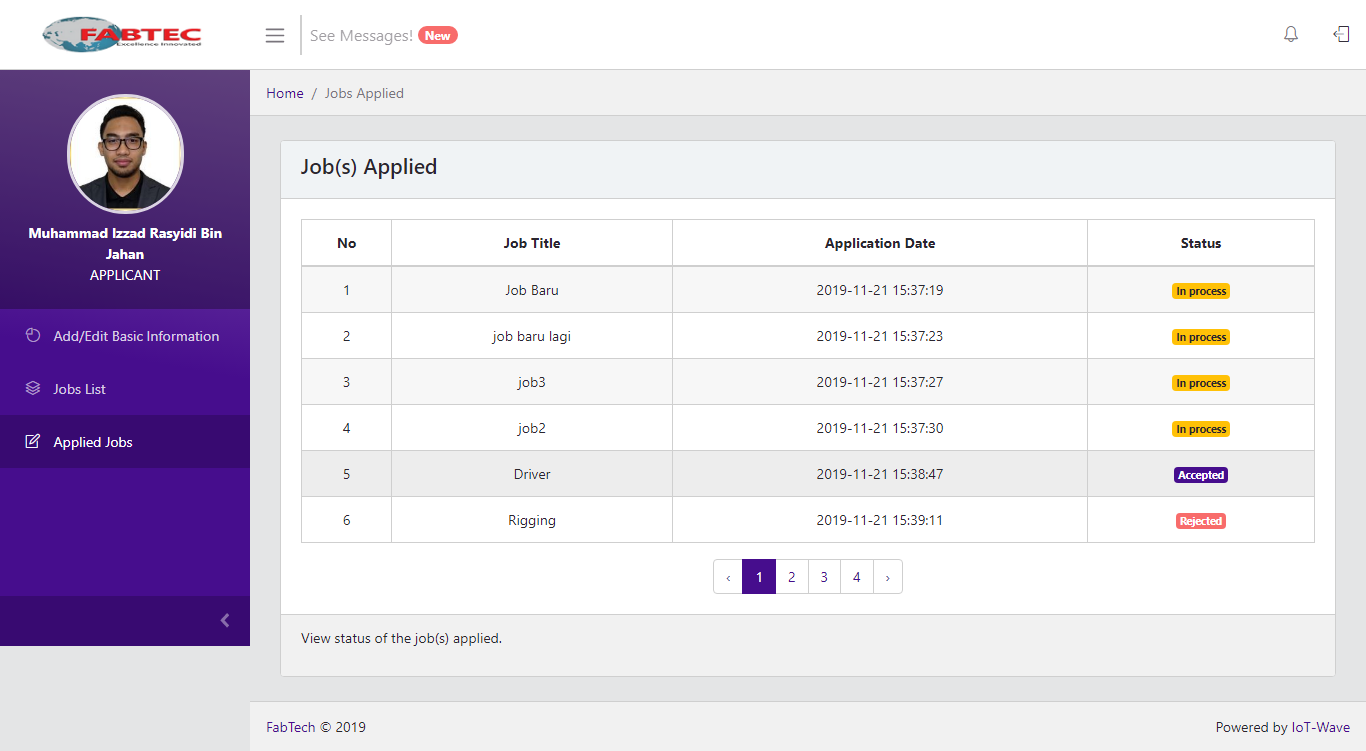 FABTEC
Excellence Innovated
See Messages! New
Muhammad Izzad Rasyidi Bin
Jahan
APPLICANT
Add/Edit Basic Information
Jobs List
Applied Jobs
Home / Jobs Applied
Job(s) Applied
No Job Title Application Date Status
1 Job Baru 2019-11-21 15:37:19 In process
2 job baru lagi 2019-11-21 15:37:23 In process
3 job3 2019-11-21 15:37:27 In process
4 job2 2019-11-21 15:37:30 In process
5 Driver 2019-11-21 15:38:47 Accepted
6 Rigging 2019-11-21 15:39:11 Rejected
‹ 1 2 3 4 ›
View status of the job(s) applied.
FabTech © 2019 Powered by IoT-Wave